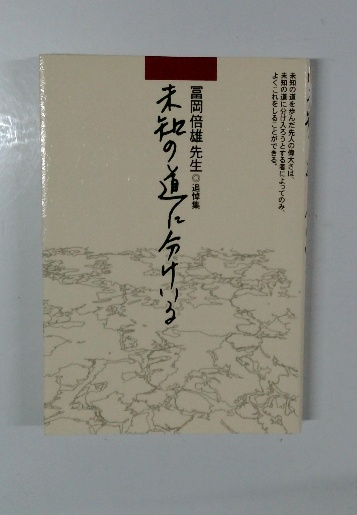 未知の道を歩んだ先人の偉大さは、
未知の道に分け入ろうとする者によってのみ、
よくこれをしることができる。
冨岡倍雄先生◎追悼集
未知の道に分けいる